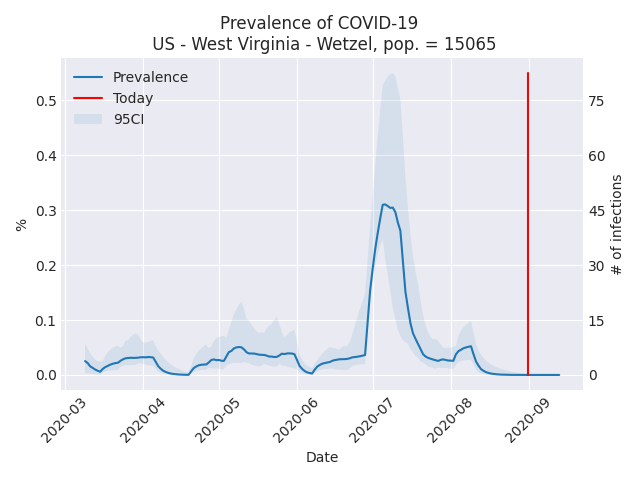 Prevalence of COVID-19
US - West Virginia - Wetzel, pop. = 15065
Prevalence
Today
95CI
0.5
0.4
0.3
0.2
0.1
0.0
%
75
60
45
30
15
0
# of infections
2020-03
2020-04
2020-05
2020-06
2020-07
2020-08
2020-09
Date